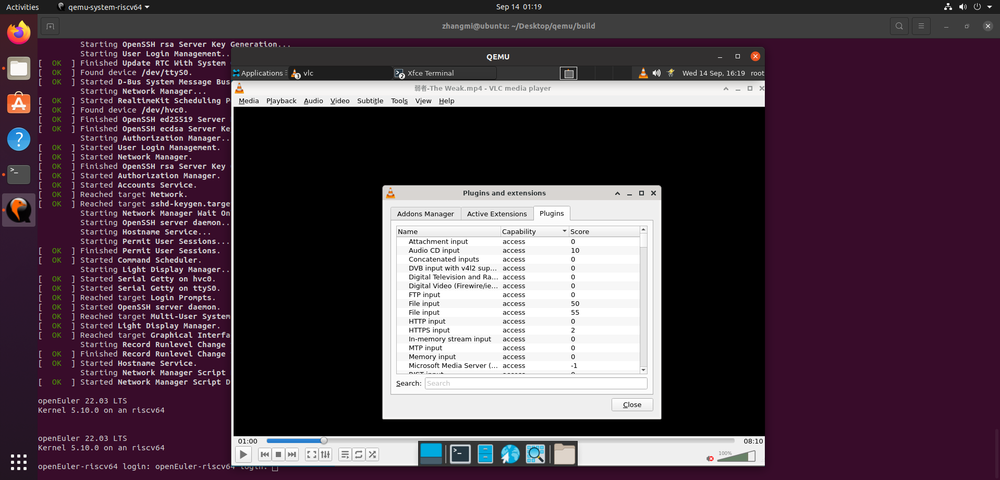 Activities
qemu-system-riscv64
Sep 14 01:19
zhangmi@ubuntu: ~/Desktop/qemu/build
Starting OpenSSH rsa Server Key Generation...
Starting User Login Management..
[ OK ] Finished Update RTC With System
[ OK ] Found device /dev/ttyS0.
[ OK ] Started D-Bus System Message Bus
Starting Network Manager...
[ OK ] Started RealtimeKit Scheduling P
[ OK ] Found device /dev/hvc0.
[ OK ] Finished OpenSSH ed25519 Server
[ OK ] Finished OpenSSH ecdsa Server Ke
Starting Authorization Manager..
[ OK ] Started User Login Management.
[ OK ] Started Network Manager.
[ OK ] Finished OpenSSH rsa Server Key
[ OK ] Started Authorization Manager.
[ OK ] Started Accounts Service.
[ OK ] Reached target Network.
[ OK ] Reached target sshd-keygen.targe
Starting Network Manager Wait On
Starting OpenSSH server daemon..
Starting Hostname Service...
Starting Permit User Sessions...
[ OK ] Finished Permit User Sessions.
[ OK ] Started Command Scheduler.
Starting Light Display Manager..
[ OK ] Started Serial Getty on hvc0.
[ OK ] Started Serial Getty on ttyS0.
[ OK ] Reached target Login Prompts.
[ OK ] Started OpenSSH server daemon.
[ OK ] Reached target Multi-User System
[ OK ] Started Light Display Manager.
[ OK ] Reached target Graphical Interfa
Starting Record Runlevel Change
[ OK ] Finished Record Runlevel Change
[ OK ] Started Hostname Service.
Starting Network Manager Script
[ OK ] Started Network Manager Script D
openEuler 22.03 LTS
Kernel 5.10.0 on an riscv64
openEuler 22.03 LTS
Kernel 5.10.0 on an riscv64
openEuler-riscv64 login: openEuler-riscv64 login:
QEMU
Applications
3 vlc
2 Xfce Terminal
Wed 14 Sep, 16:19 root
弱者-The Weak.mp4 - VLC media player
Media Playback Audio Video Subtitle Tools View Help
Plugins and extensions
Addons Manager Active Extensions Plugins
Name Capability Score
Attachment input access 0
Audio CD input access 10
Concatenated inputs access 0
DVB input with v4l2 sup... access 0
Digital Television and Ra... access 0
Digital Video (Firewire/ie... access 0
FTP input access 0
File input access 50
File input access 55
HTTP input access 0
HTTPS input access 2
In-memory stream input access 0
MTP input access 0
Memory input access 0
Microsoft Media Server (... access -1
RIST input access 0
Search: Search
Close
01:00 08:10
100%